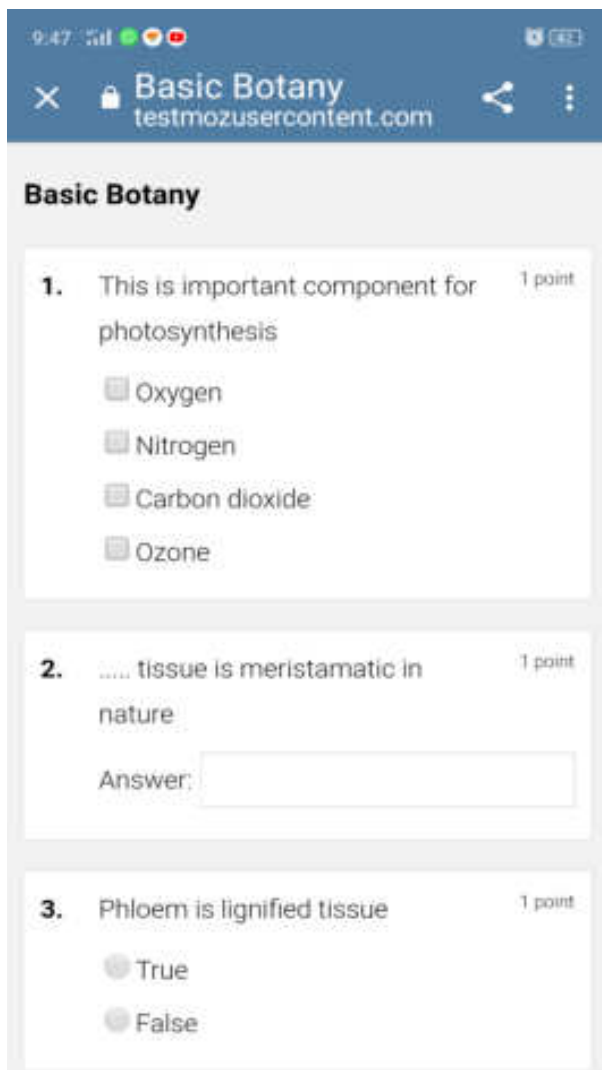 9:47
Basic Botany
testmozusercontent.com
Basic Botany
1. This is important component for 1 point
photosynthesis
Oxygen
Nitrogen
Carbon dioxide
Ozone
2. ..... tissue is meristamatic in 1 point
nature
Answer:
3. Phloem is lignified tissue 1 point
True
False